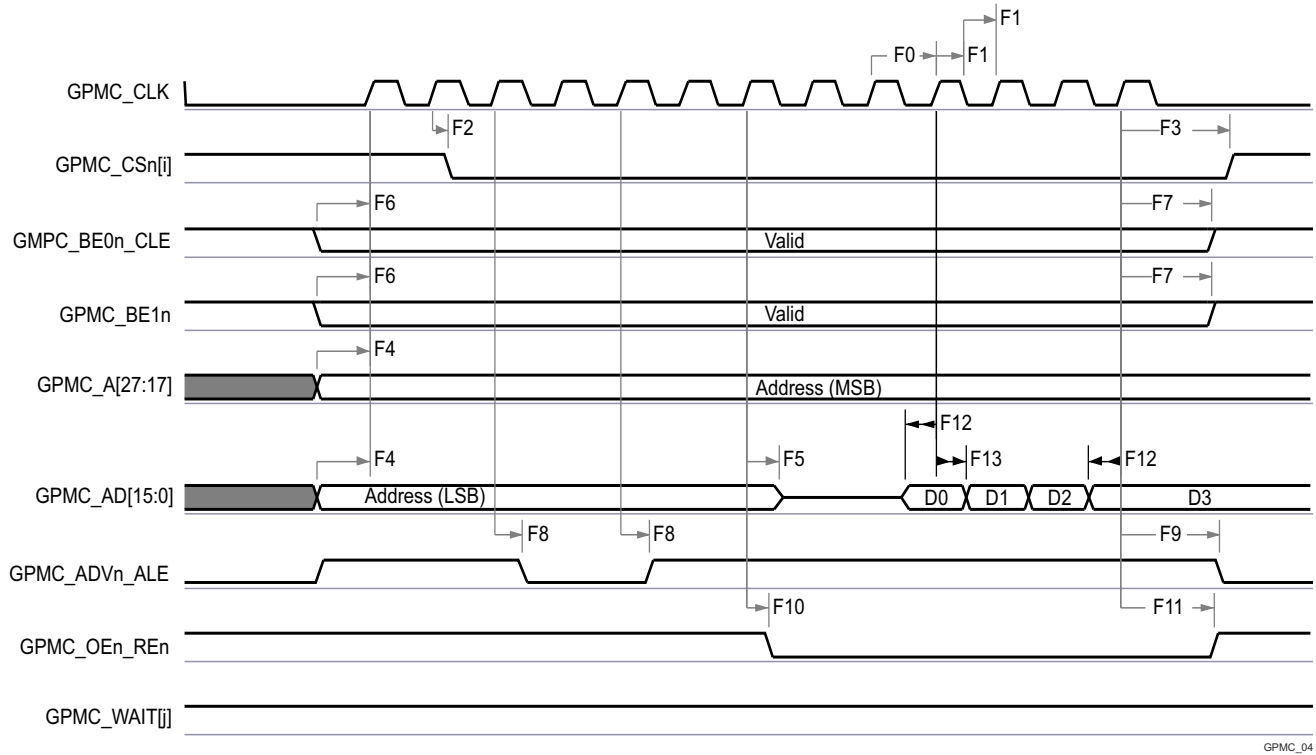 F1
F0 F1
GPMC_CLK
F2 F3
GPMC_CSn[i]
F6 F7
GMPC_BE0n_CLE Valid
F6 F7
GPMC_BE1n Valid
F4
GPMC_A[27:17] Address (MSB)
F12
F4 F5 F13 F12
GPMC_AD[15:0] Address (LSB) D0 D1 D2 D3
F8 F8 F9
GPMC_ADVn_ALE
F10 F11
GPMC_OEn_REn
GPMC_WAIT[j]
GPMC_04